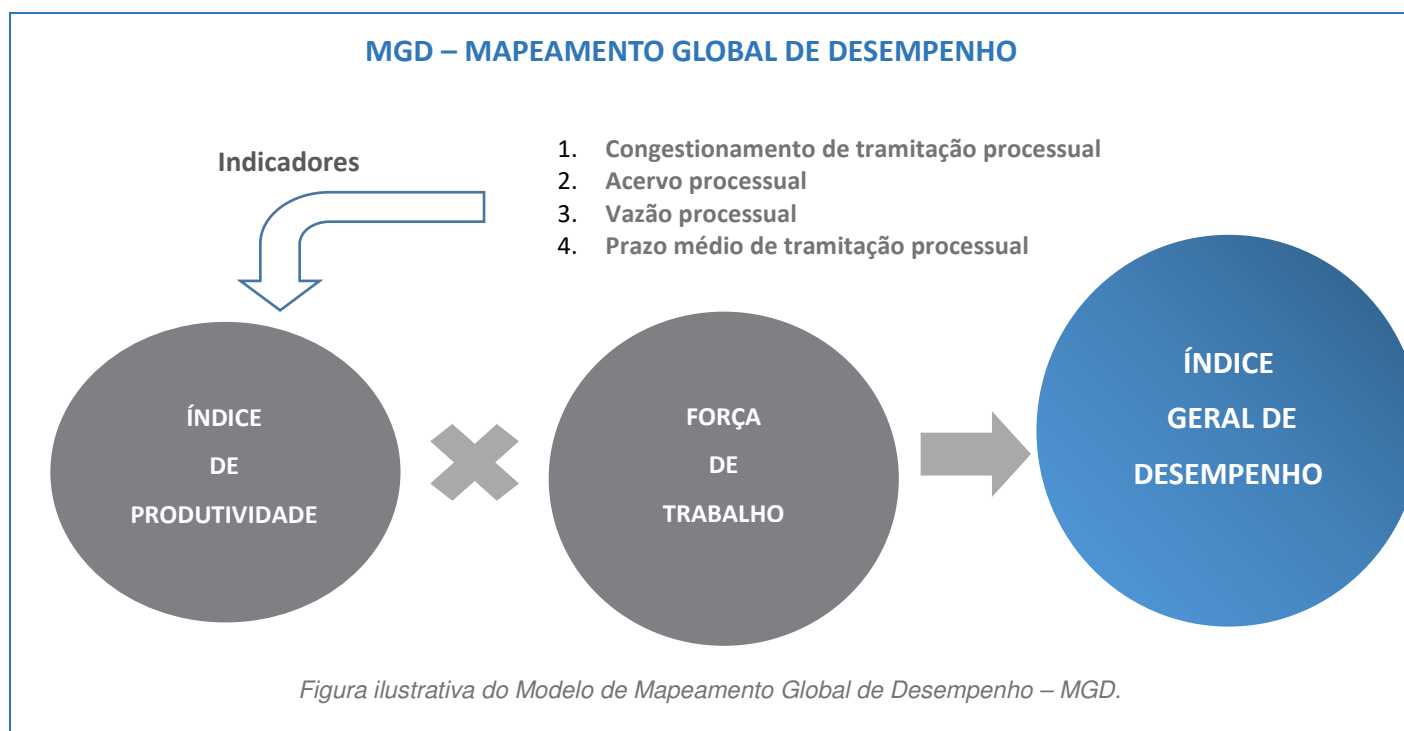 MGD – MAPEAMENTO GLOBAL DE DESEMPENHO
Indicadores
1. Congestionamento de tramitação processual
2. Acervo processual
3. Vazão processual
4. Prazo médio de tramitação processual
ÍNDICE
DE
PRODUTIVIDADE
FORÇA
DE
TRABALHO
ÍNDICE
GERAL DE
DESEMPENHO
Figura ilustrativa do Modelo de Mapeamento Global de Desempenho – MGD.